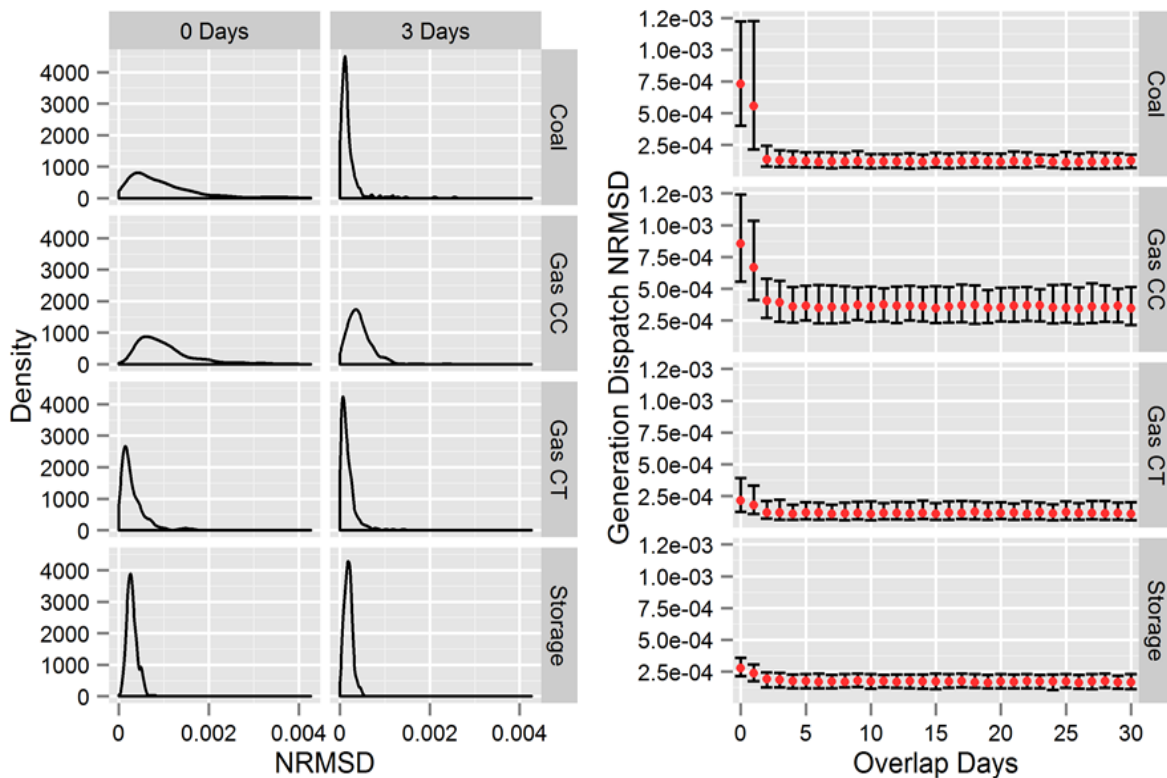 0 Days
3 Days
Coal
Gas CC
Gas CT
Storage
4000
3000
2000
1000
0
4000
3000
2000
1000
0
4000
3000
2000
1000
0
4000
3000
2000
1000
0
Density
0
0.002
0.004
0
0.002
0.004
NRMSD
1.2e-03
1.0e-03
7.5e-04
5.0e-04
2.5e-04
1.2e-03
1.0e-03
7.5e-04
5.0e-04
2.5e-04
1.2e-03
1.0e-03
7.5e-04
5.0e-04
2.5e-04
1.2e-03
1.0e-03
7.5e-04
5.0e-04
2.5e-04
Generation Dispatch NRMSD
Coal
Gas CC
Gas CT
Storage
0
5
10
15
20
25
30
Overlap Days